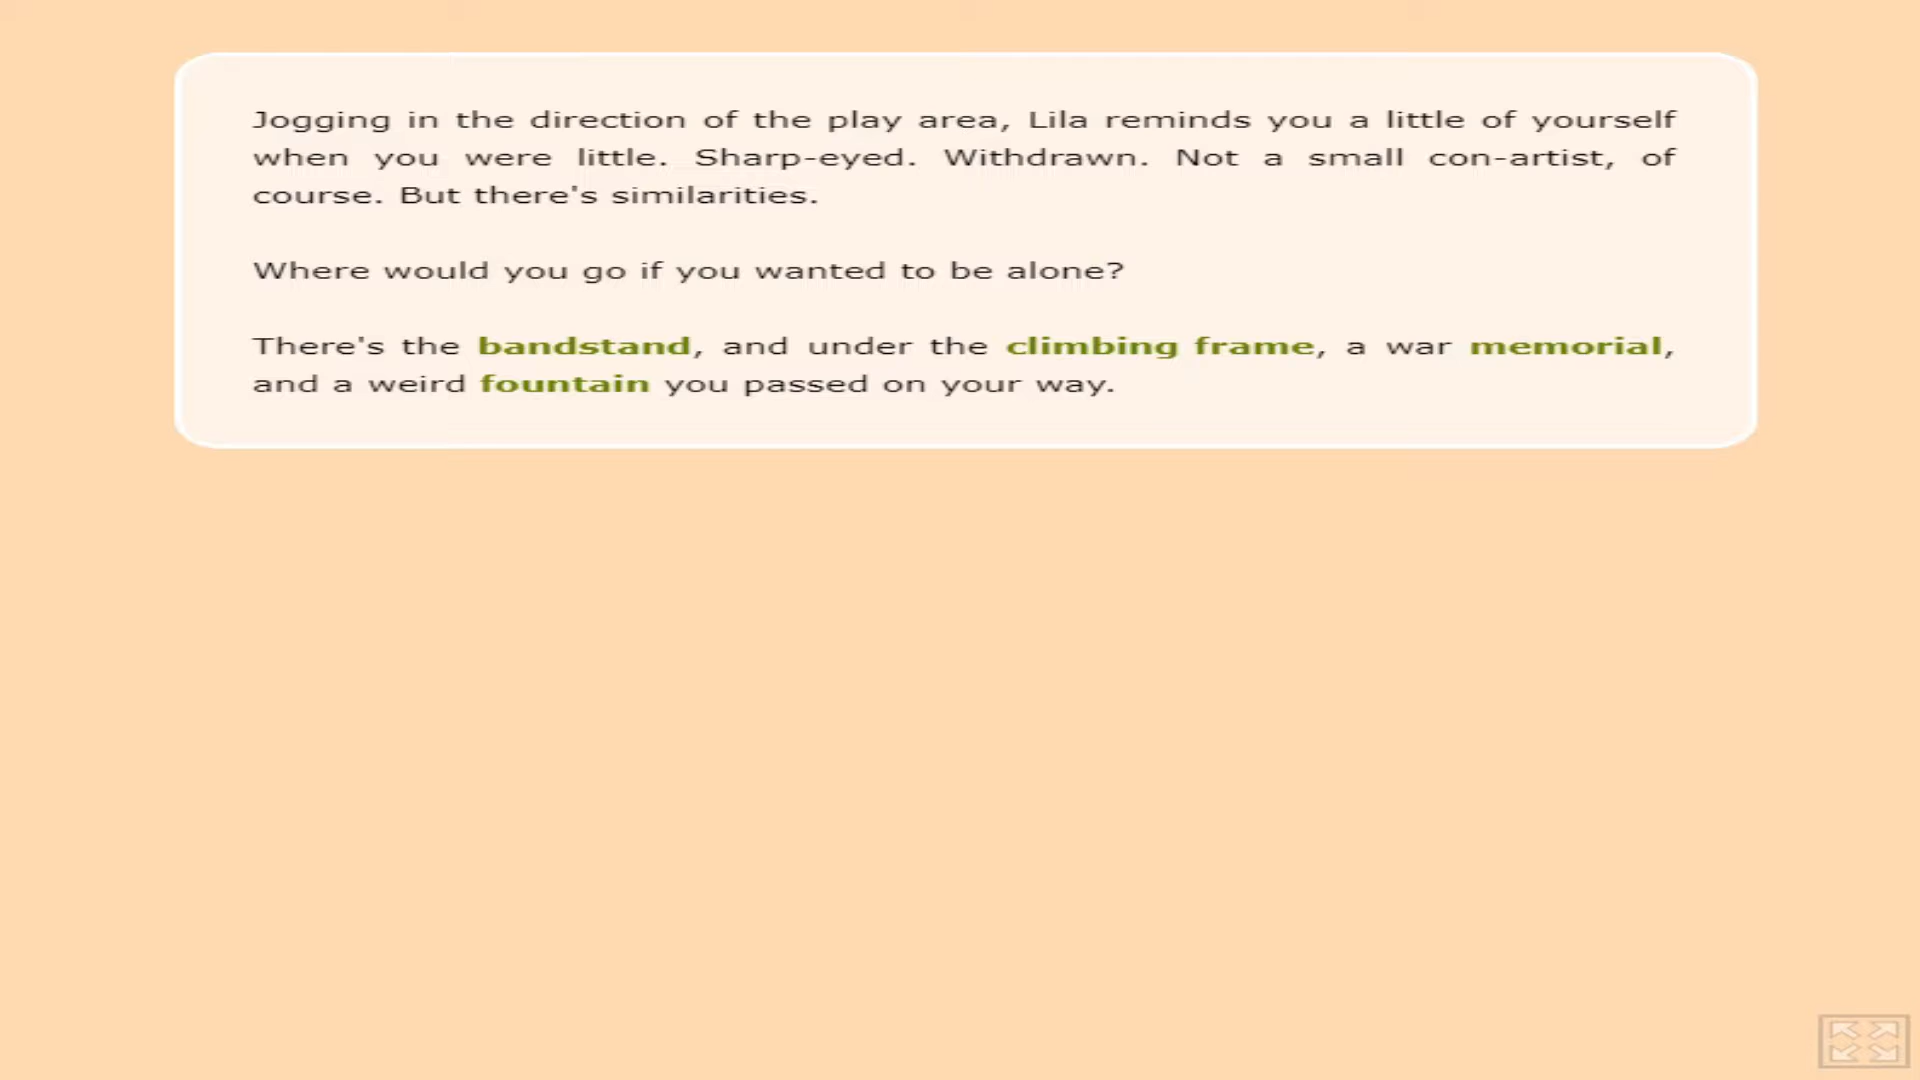 Jogging in the direction of the play area, Lila reminds you a little of yourself
when you were little. Sharp-eyed. Withdrawn. Not a small con-artist, of
course. But there's similarities.
Where would you go if you wanted to be alone?
There's the bandstand, and under the climbing frame, a war memorial,
and a weird fountain you passed on your way.